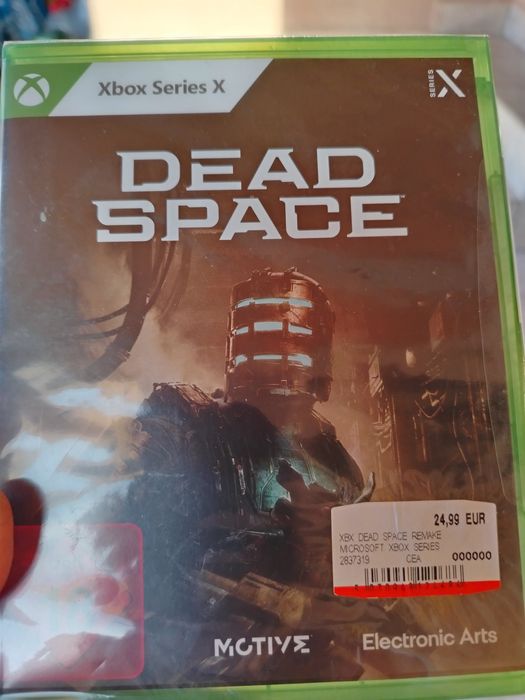 Xbox Series X
SERIES X
DEAD
SPACE
24,99 EUR
XBX DEAD SPACE REMAKE
MICROSOFT XBOX SERIES
2837319 CEA 000000
MOTIVE
Electronic Arts